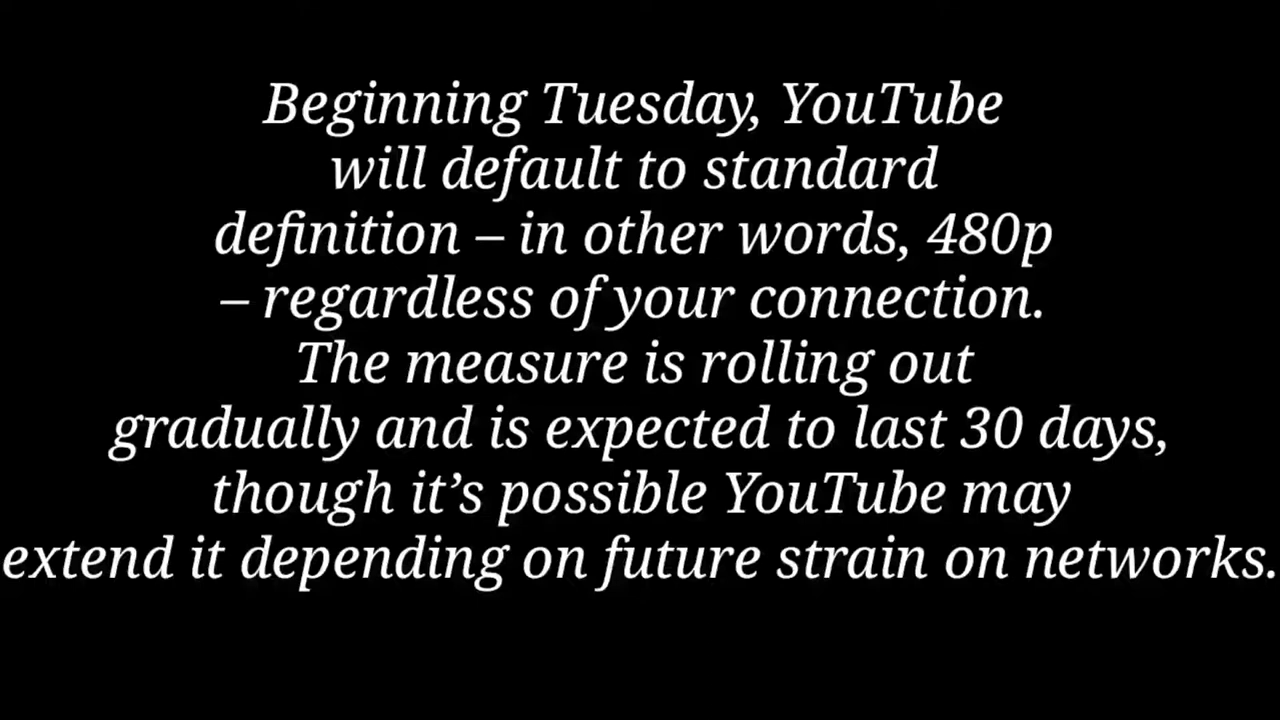 Beginning Tuesday, YouTube
will default to standard
definition – in other words, 480p
– regardless of your connection.
The measure is rolling out
gradually and is expected to last 30 days,
though it’s possible YouTube may
extend it depending on future strain on networks.